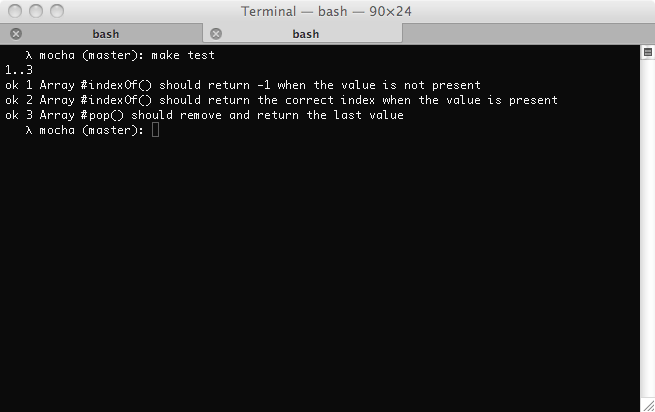 Terminal — bash — 90×24
bash bash
λ mocha (master): make test
1..3
ok 1 Array #indexOf() should return -1 when the value is not present
ok 2 Array #indexOf() should return the correct index when the value is present
ok 3 Array #pop() should remove and return the last value
λ mocha (master):